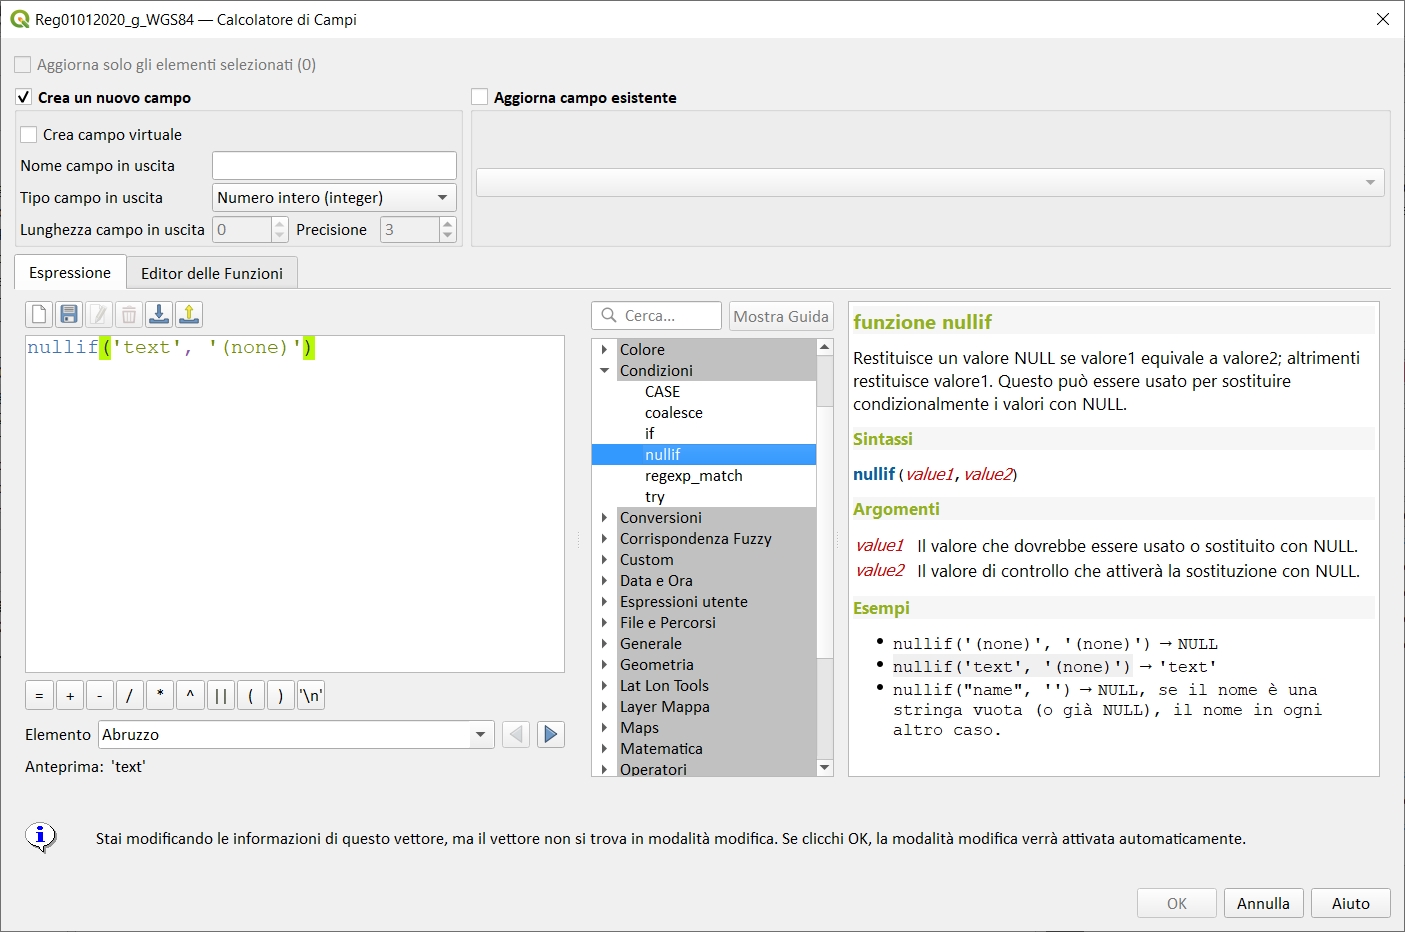 Reg01012020_g_WGS84 — Calcolatore di Campi
Aggiorna solo gli elementi selezionati (0)
Crea un nuovo campo
Aggiorna campo esistente
Crea campo virtuale
Nome campo in uscita
Tipo campo in uscita
Numero intero (integer)
Lunghezza campo in uscita
0
Precisione
3
Espressione
Editor delle Funzioni
nullif('text', '(none)')
= + - / * ^ || ( ) '\n'
Elemento
Abruzzo
Anteprima: 'text'
Cerca...
Mostra Guida
Colore
Condizioni
CASE
coalesce
if
nullif
regexp_match
try
Conversioni
Corrispondenza Fuzzy
Custom
Data e Ora
Espressioni utente
File e Percorsi
Generale
Geometria
Lat Lon Tools
Layer Mappa
Maps
Matematica
Operatori
funzione nullif
Restituisce un valore NULL se valore1 equivale a valore2; altrimenti
restituisce valore1. Questo può essere usato per sostituire
condizionalmente i valori con NULL.
Sintassi
nullif(value1, value2)
Argomenti
value1 Il valore che dovrebbe essere usato o sostituito con NULL.
value2 Il valore di controllo che attiverà la sostituzione con NULL.
Esempi
• nullif('(none)', '(none)') → NULL
• nullif('text', '(none)') → 'text'
• nullif("name", '') → NULL, se il nome è una
stringa vuota (o già NULL), il nome in ogni
altro caso.
Stai modificando le informazioni di questo vettore, ma il vettore non si trova in modalità modifica. Se clicchi OK, la modalità modifica verrà attivata automaticamente.
OK
Annulla
Aiuto